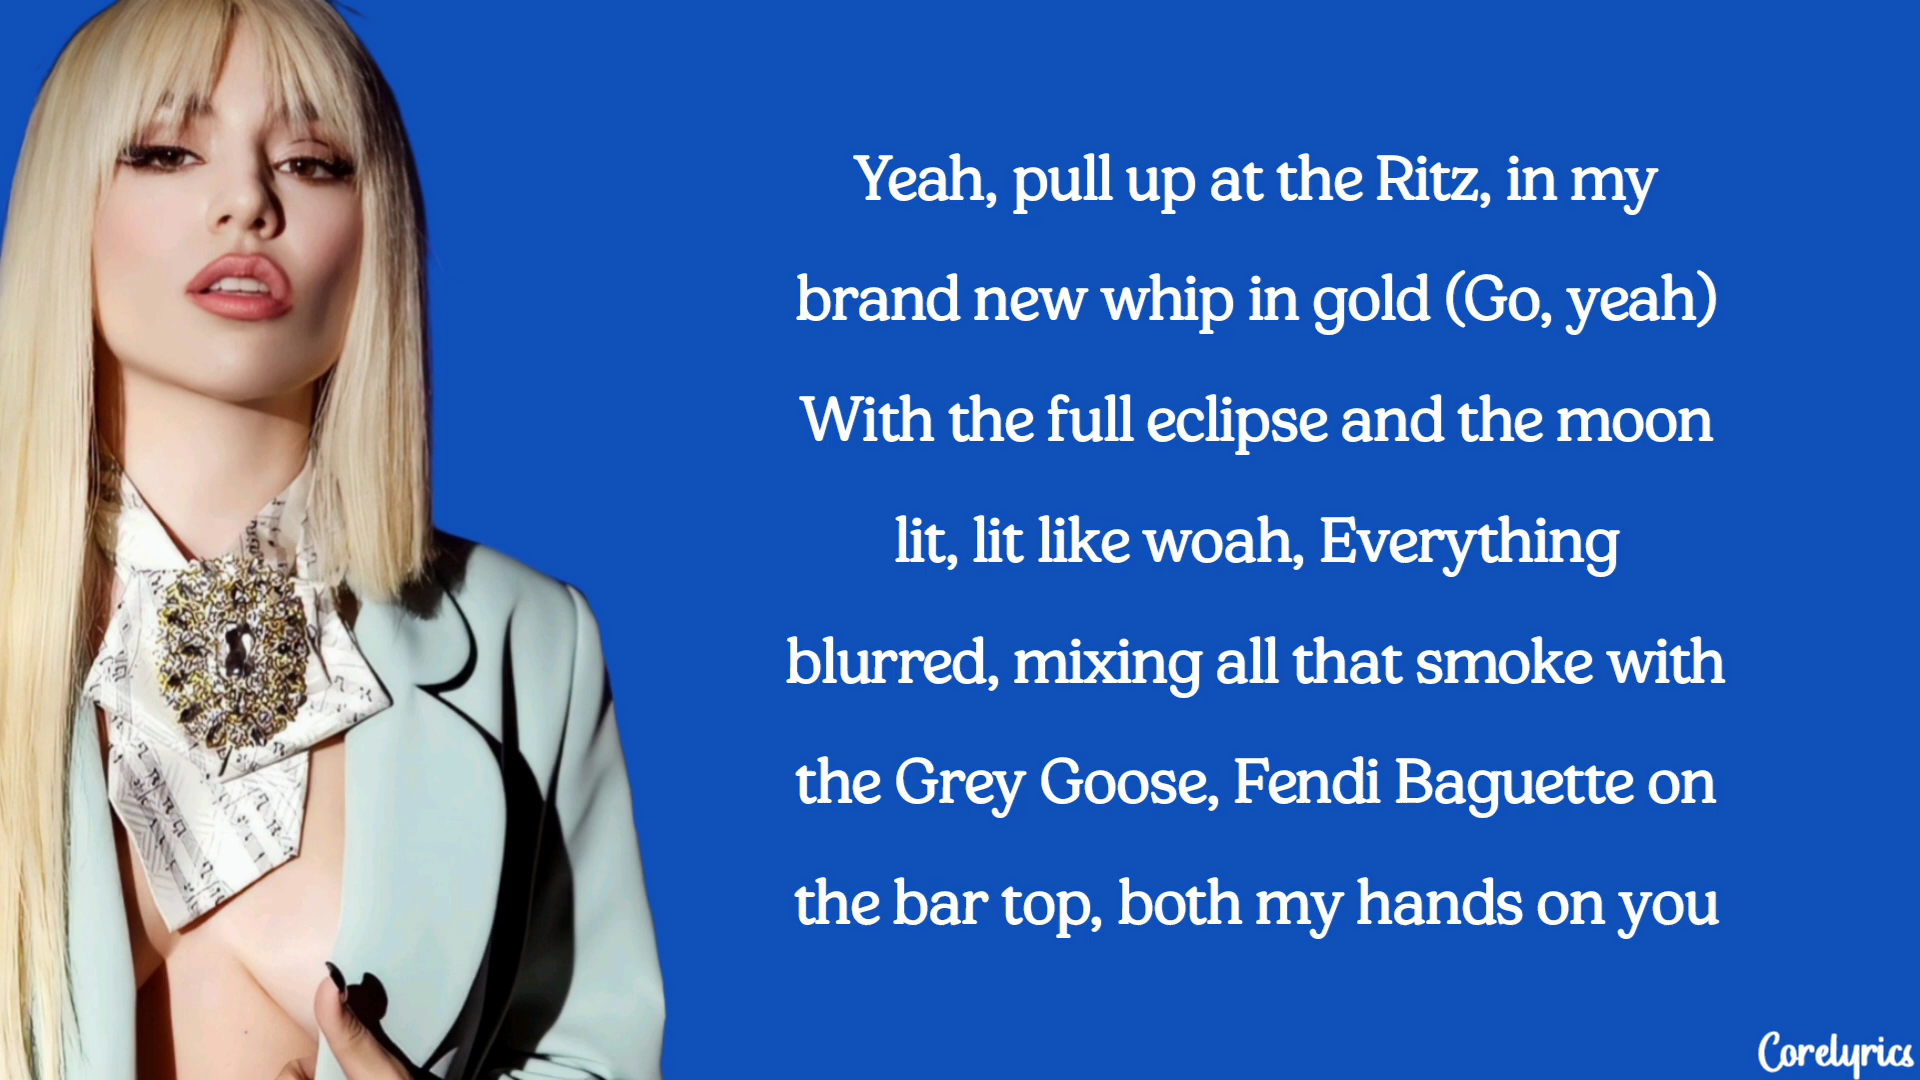 Yeah, pull up at the Ritz, in my
brand new whip in gold (Go, yeah)
With the full eclipse and the moon
lit, lit like woah, Everything
blurred, mixing all that smoke with
the Grey Goose, Fendi Baguette on
the bar top, both my hands on you
Corelyrics